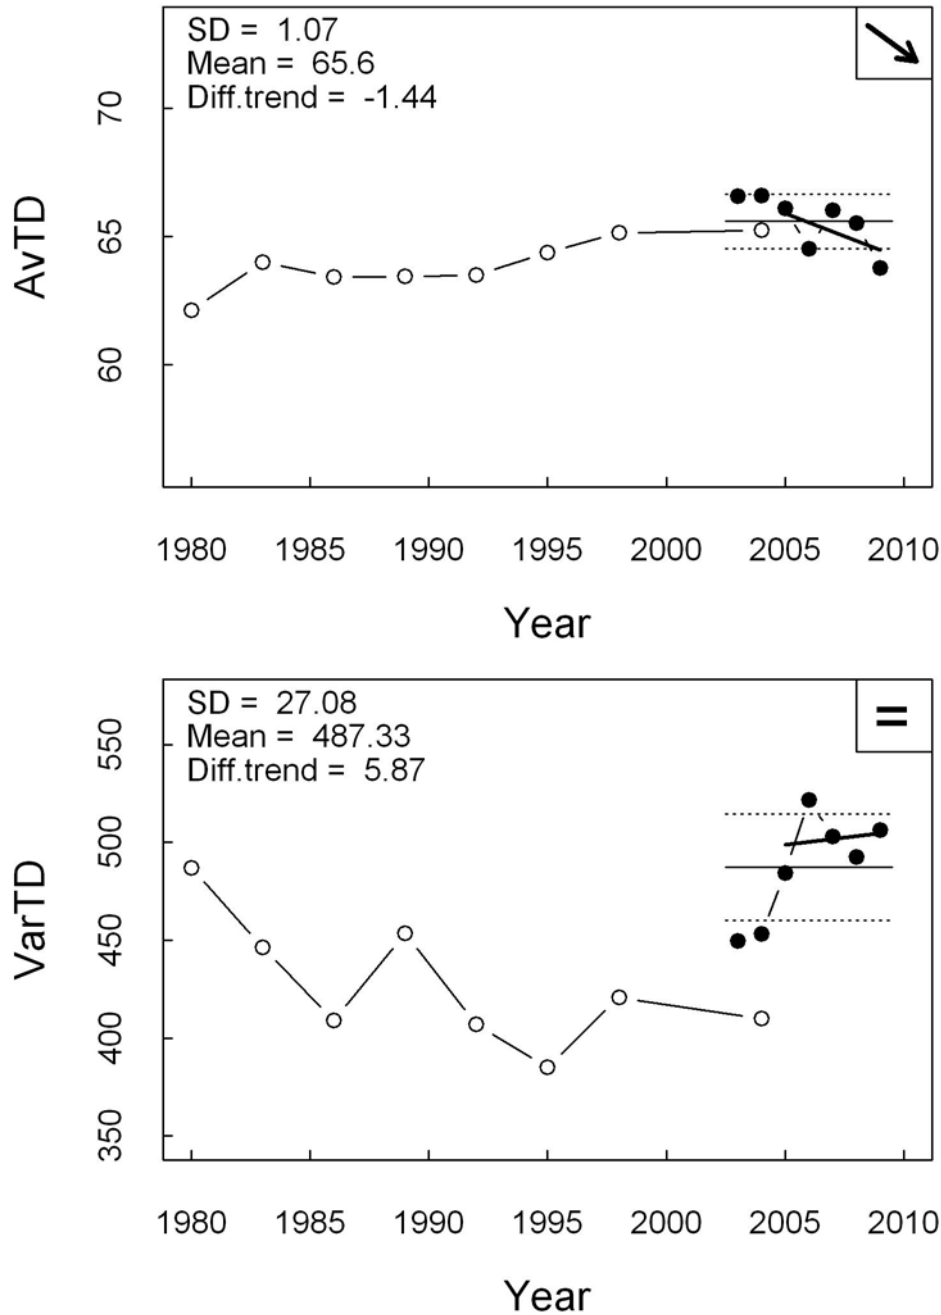 SD = 1.07
Mean = 65.6
Diff.trend = -1.44
70
65
60
AvTD
1980 1985 1990 1995 2000 2005 2010
Year
SD = 27.08
Mean = 487.33
Diff.trend = 5.87
=
550
500
450
400
350
VarTD
1980 1985 1990 1995 2000 2005 2010
Year